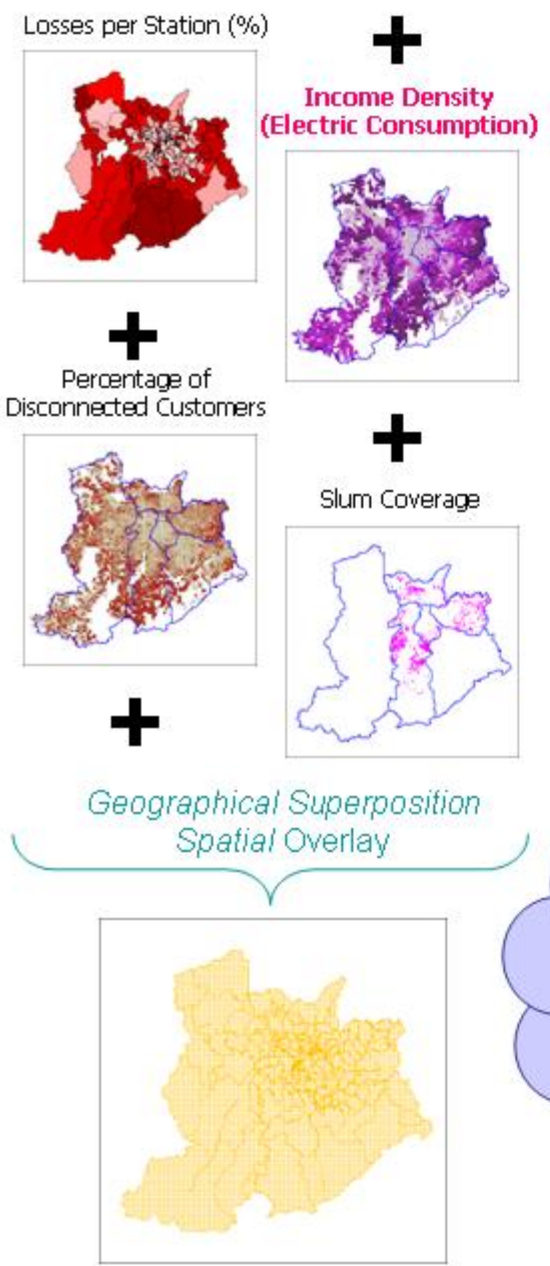 Losses per Station (%)
Income Density
(Electric Consumption)
Percentage of
Disconnected Customers
Slum Coverage
Geographical Superposition
Spatial Overlay